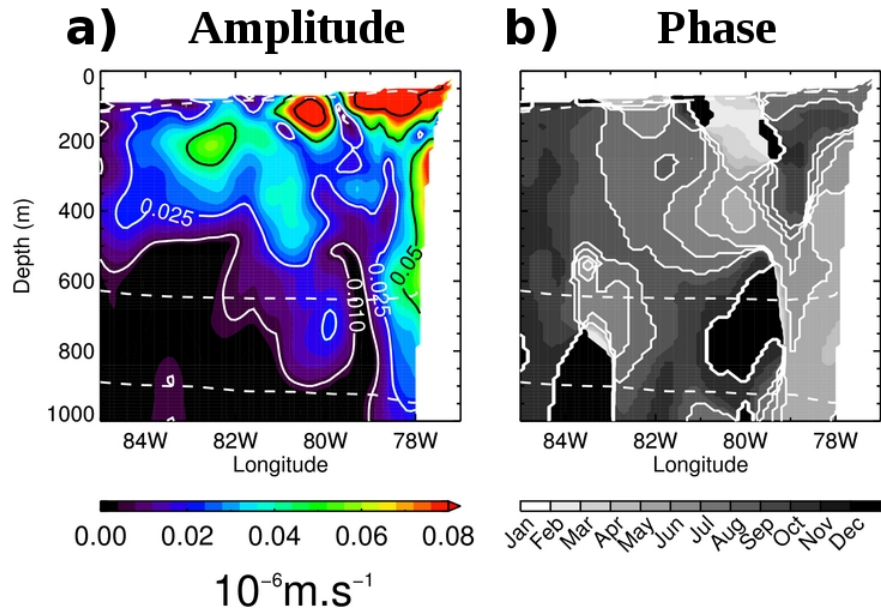 a) Amplitude
b) Phase
0
200
400
600
800
1000
Depth (m)
0.025
0.010
0.025
0.05
84W 82W 80W 78W
Longitude
84W 82W 80W 78W
Longitude
0.00 0.02 0.04 0.06 0.08
10⁻⁶m.s⁻¹
Jan Feb Mar Apr May Jun Jul Aug Sep Oct Nov Dec